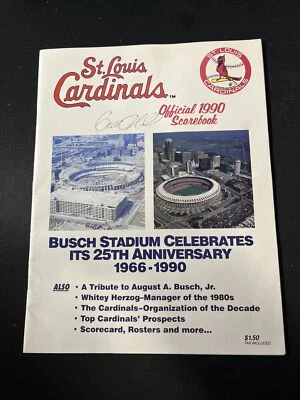 St. Louis
Cardinals™
ST. LOUIS
CARDINALS
Official 1990
Scorebook
BUSCH STADIUM CELEBRATES
ITS 25TH ANNIVERSARY
1966-1990
ALSO • A Tribute to August A. Busch, Jr.
• Whitey Herzog–Manager of the 1980s
• The Cardinals–Organization of the Decade
• Top Cardinals' Prospects
• Scorecard, Rosters and more...
$1.50
TAX INCLUDED